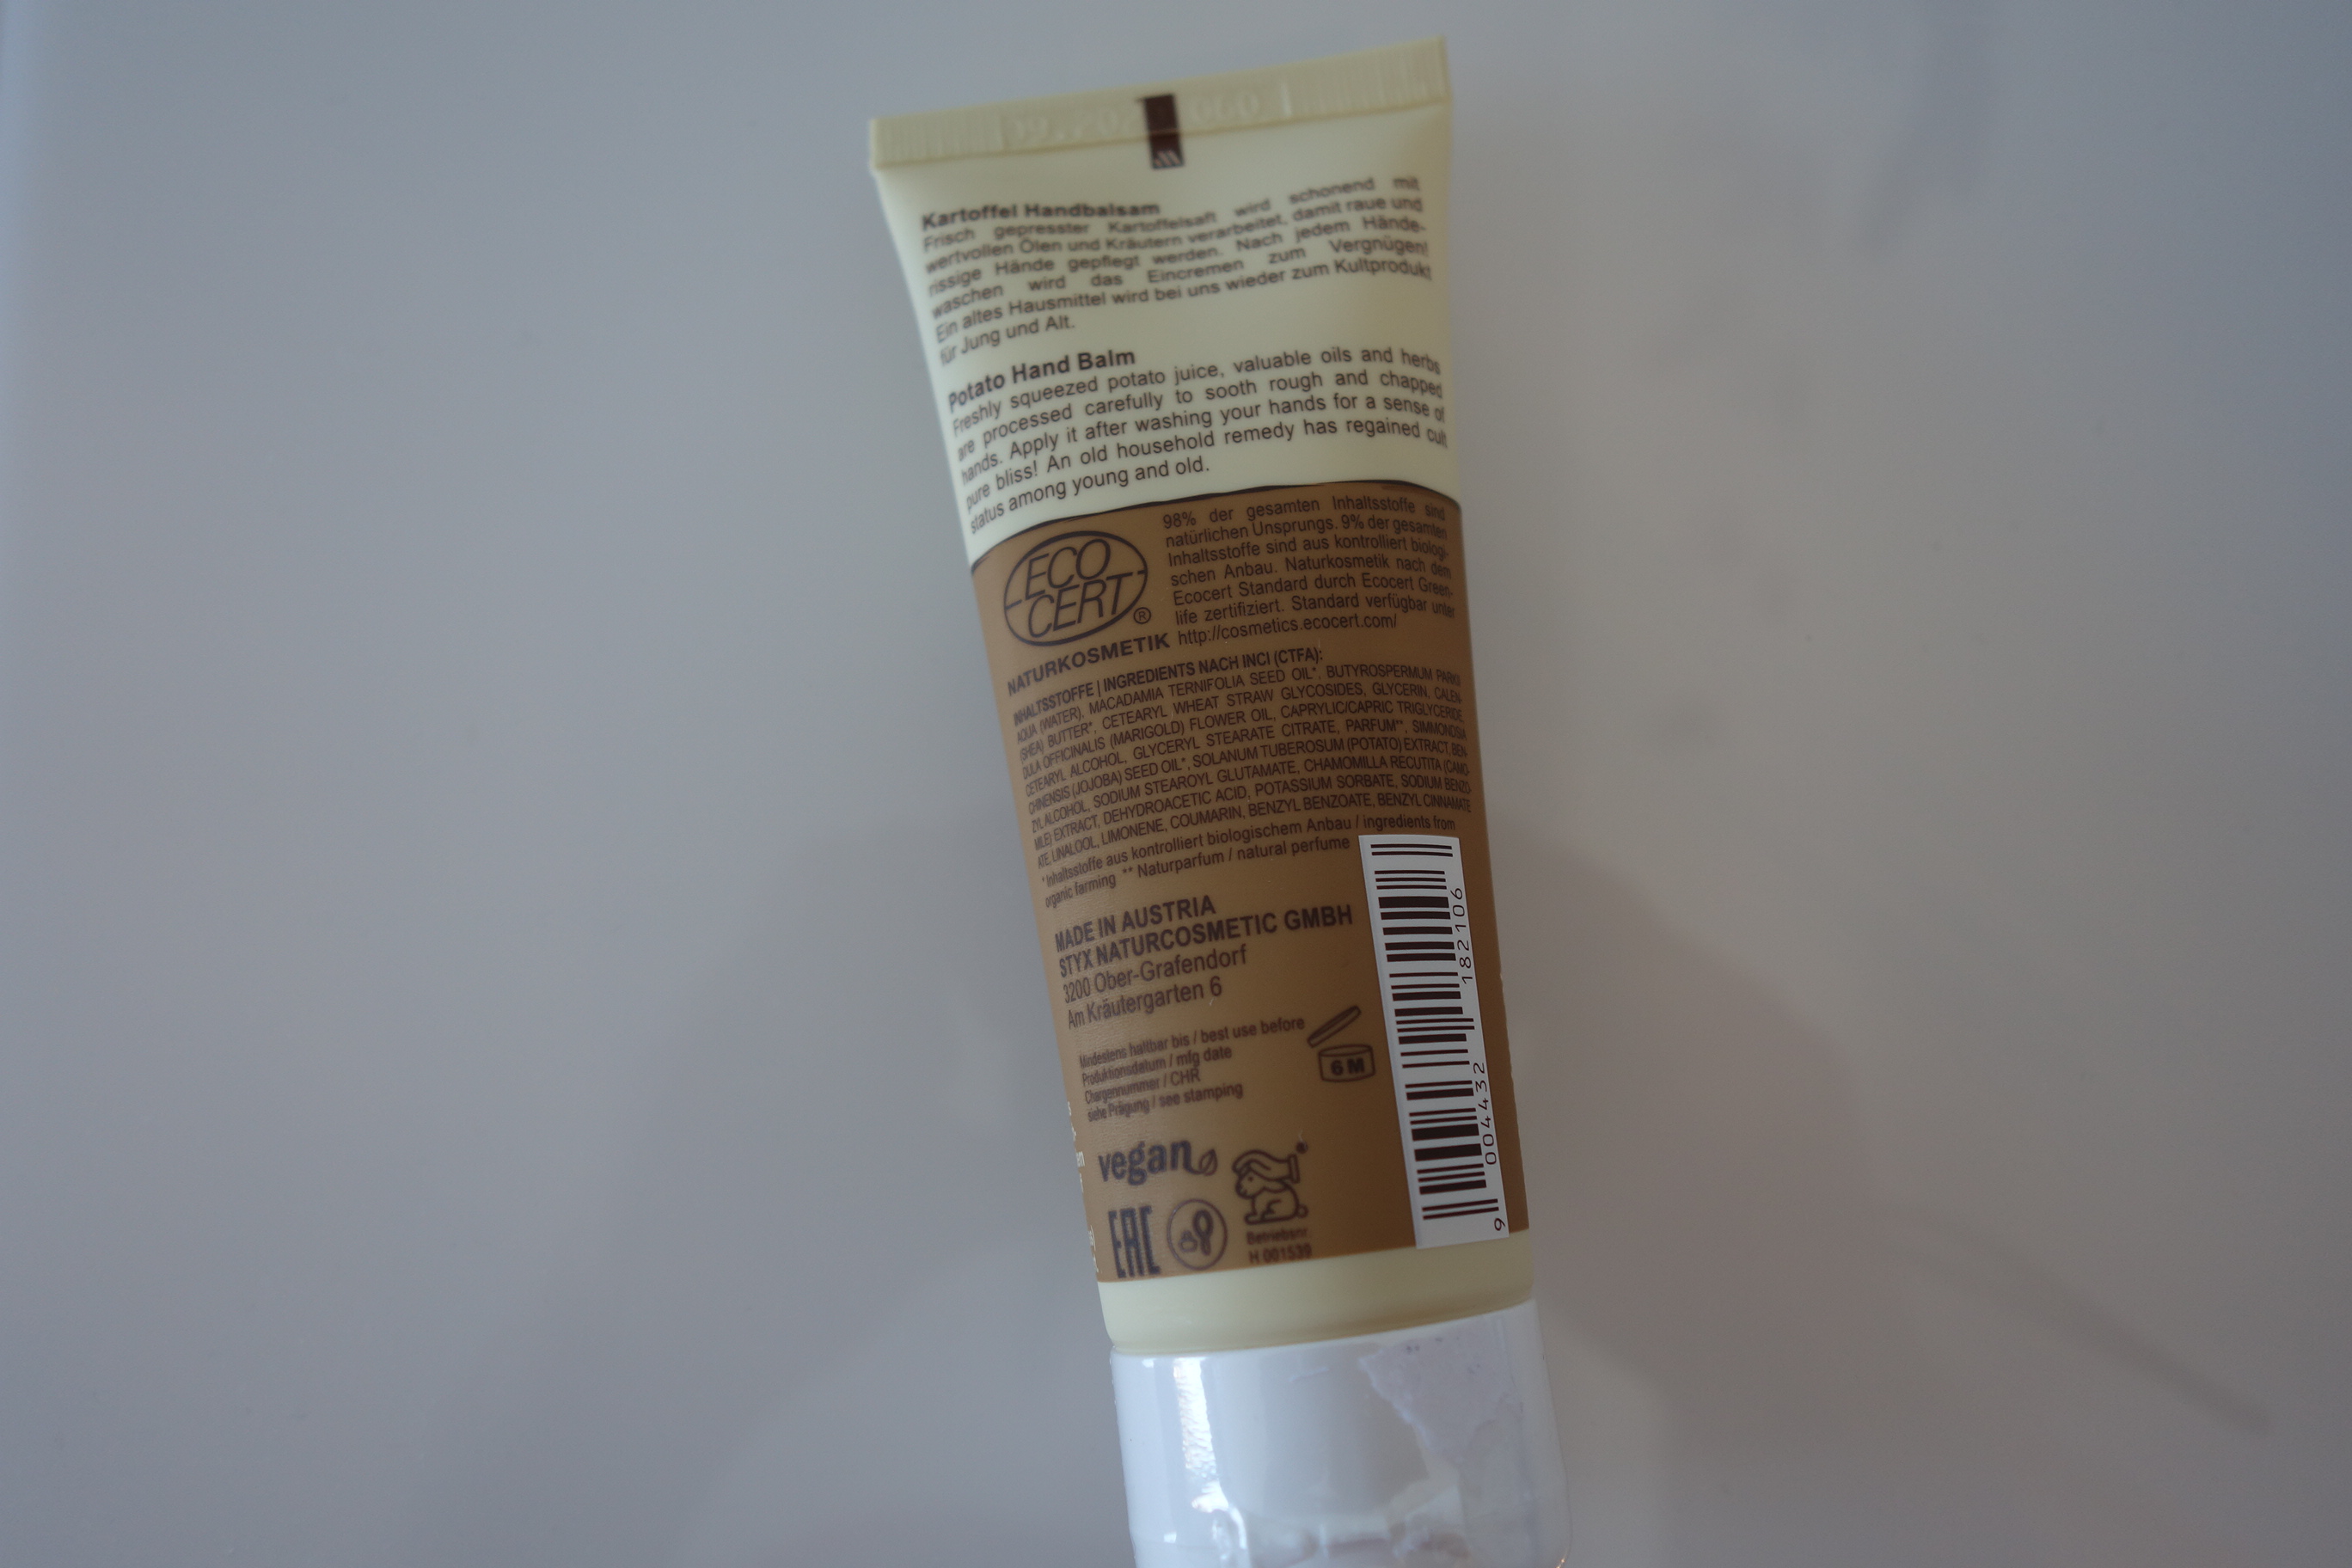 Kartoffel Handbalsam
Frisch gepresster Kartoffelsaft wird schonend mit
wertvollen Ölen und Kräutern verarbeitet, damit raue und
rissige Hände gepflegt werden. Nach jedem Hände-
waschen wird das Eincremen zum Vergnügen!
Ein altes Hausmittel wird bei uns wieder zum Kultprodukt
für Jung und Alt.
Potato Hand Balm
Freshly squeezed potato juice, valuable oils and herbs
are processed carefully to sooth rough and chapped
hands. Apply it after washing your hands for a sense of
pure bliss! An old household remedy has regained cult
status among young and old.
ECO
CERT®
NATURKOSMETIK
98% der gesamten Inhaltsstoffe sind
natürlichen Unsprungs. 9% der gesamten
Inhaltsstoffe sind aus kontrolliert biologi-
schen Anbau. Naturkosmetik nach dem
Ecocert Standard durch Ecocert Green-
life zertifiziert. Standard verfügbar unter
http://cosmetics.ecocert.com/
INHALTSSTOFFE | INGREDIENTS NACH INCI (CTFA):
AQUA (WATER), MACADAMIA TERNIFOLIA SEED OIL*, BUTYROSPERMUM PARKII
(SHEA) BUTTER*, CETEARYL WHEAT STRAW GLYCOSIDES, GLYCERIN, CALEN-
DULA OFFICINALIS (MARIGOLD) FLOWER OIL, CAPRYLIC/CAPRIC TRIGLYCERIDE,
CETEARYL ALCOHOL, GLYCERYL STEARATE CITRATE, PARFUM**, SIMMONDSIA
CHINENSIS (JOJOBA) SEED OIL*, SOLANUM TUBEROSUM (POTATO) EXTRACT, BEN-
ZYL ALCOHOL, SODIUM STEAROYL GLUTAMATE, CHAMOMILLA RECUTITA (CAMO-
MILE) EXTRACT, DEHYDROACETIC ACID, POTASSIUM SORBATE, SODIUM BENZO-
ATE, LINALOOL, LIMONENE, COUMARIN, BENZYL BENZOATE, BENZYL CINNAMATE
* Inhaltsstoffe aus kontrolliert biologischem Anbau / ingredients from
organic farming ** Naturparfum / natural perfume
MADE IN AUSTRIA
STYX NATURCOSMETIC GMBH
3200 Ober-Grafendorf
Am Kräutergarten 6
Mindestens haltbar bis / best use before
Produktionsdatum / mfg date
Chargennummer / CHR
siehe Prägung / see stamping
6 M
vegan
EAC
Betriebsnr.
H 001539
9 004432 182106